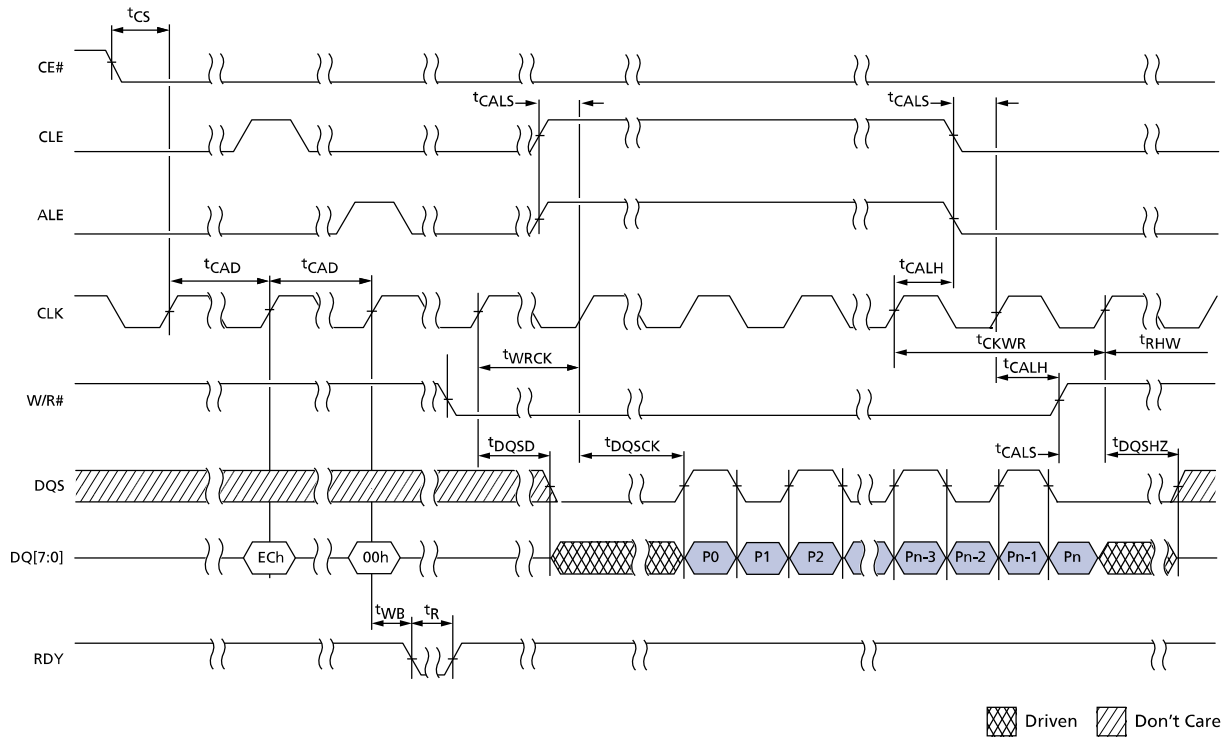 tCS
CE#
tCALS
tCALS
CLE
ALE
tCAD
tCAD
tCALH
CLK
tWRCK
tCKWR
tRHW
tCALH
W/R#
tDQSD
tDQSCK
tCALS
tDQSHZ
DQS
DQ[7:0]
ECh
00h
P0
P1
P2
Pn-3
Pn-2
Pn-1
Pn
tWB
tR
RDY
Driven
Don't Care